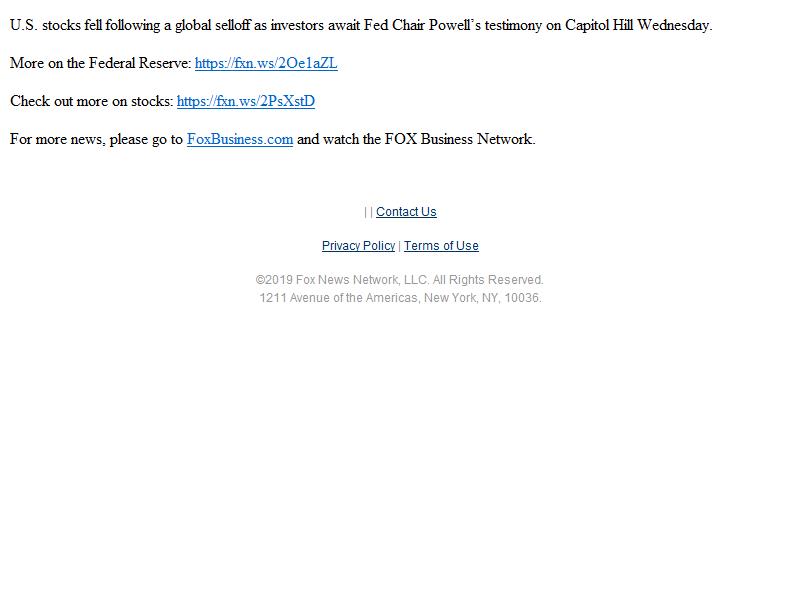 U.S. stocks fell following a global selloff as investors await Fed Chair Powell’s testimony on Capitol Hill Wednesday.
More on the Federal Reserve: https://fxn.ws/2Oe1aZL
Check out more on stocks: https://fxn.ws/2PsXstD
For more news, please go to FoxBusiness.com and watch the FOX Business Network.
| | Contact Us
Privacy Policy | Terms of Use
©2019 Fox News Network, LLC. All Rights Reserved.
1211 Avenue of the Americas, New York, NY, 10036.